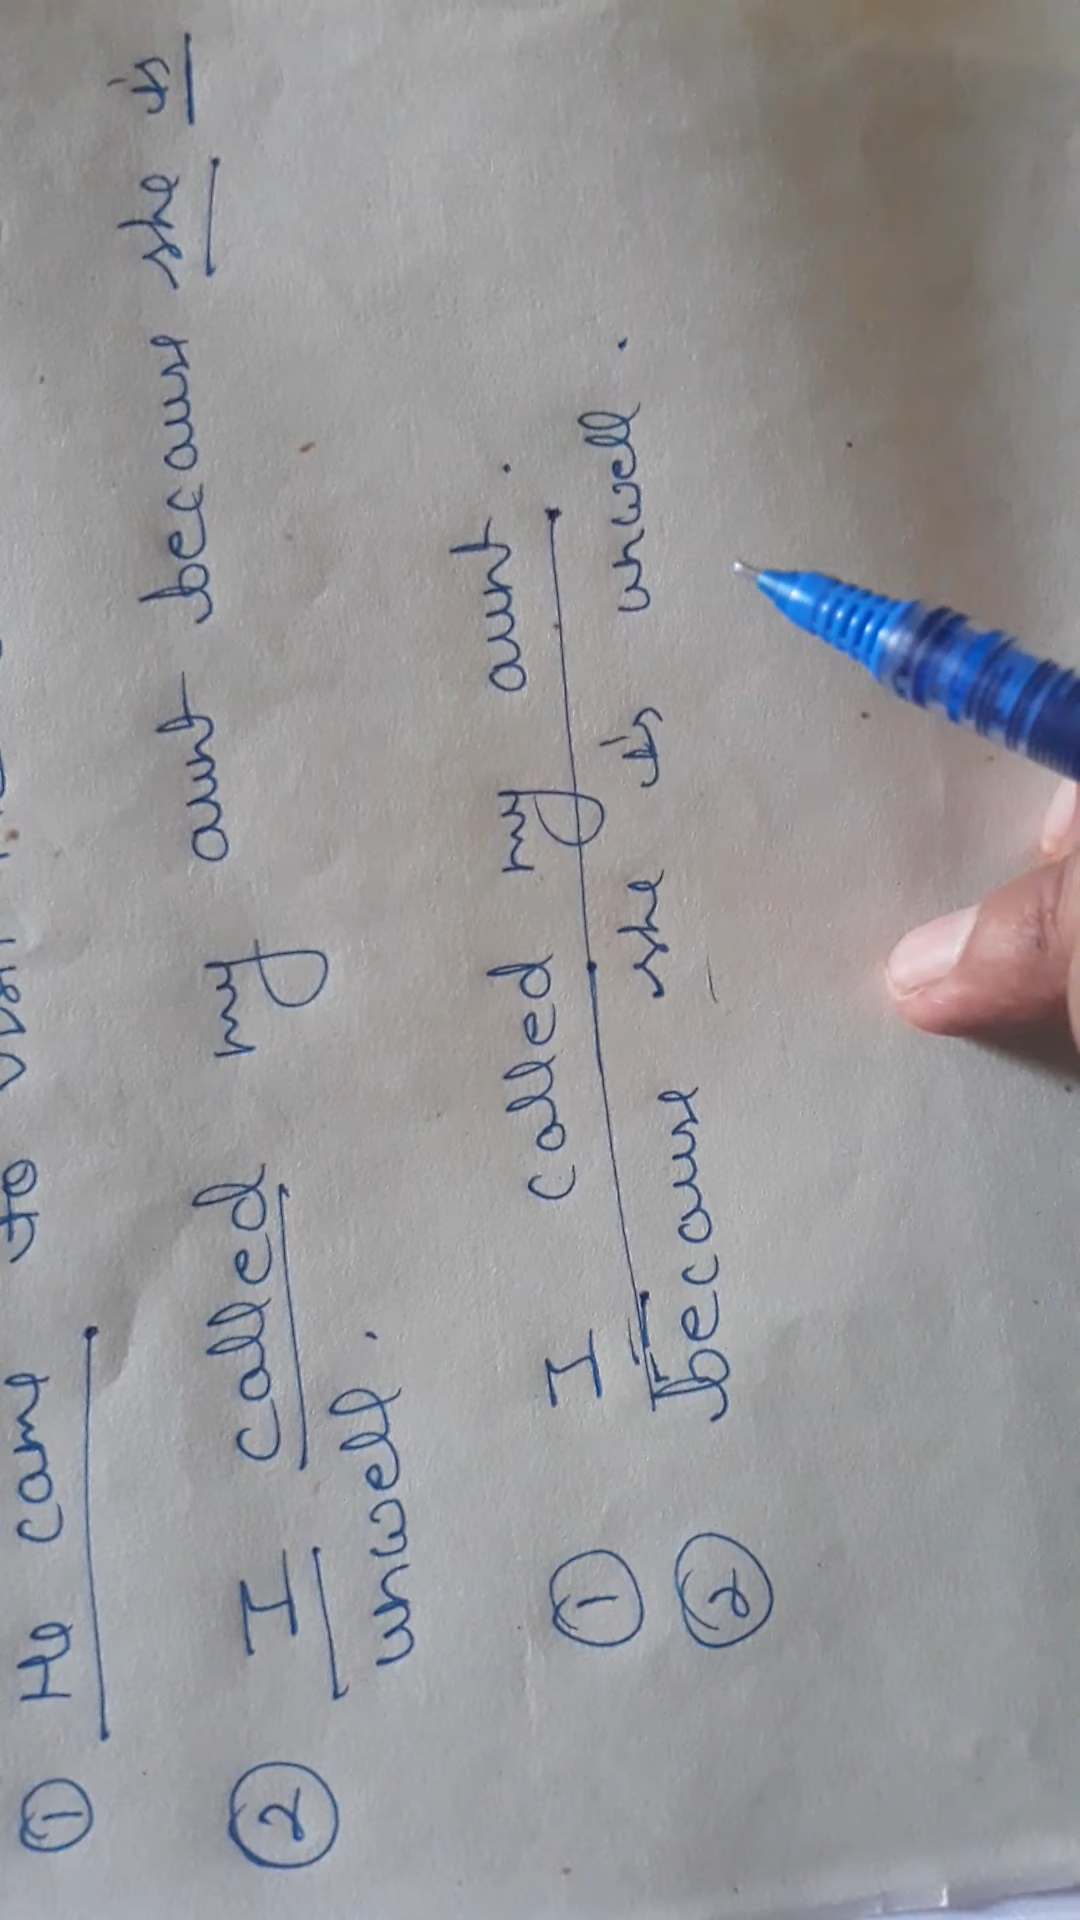 ① He came to visit
② I called my aunt because she is
unwell.
① I called my aunt.
② because she is unwell.